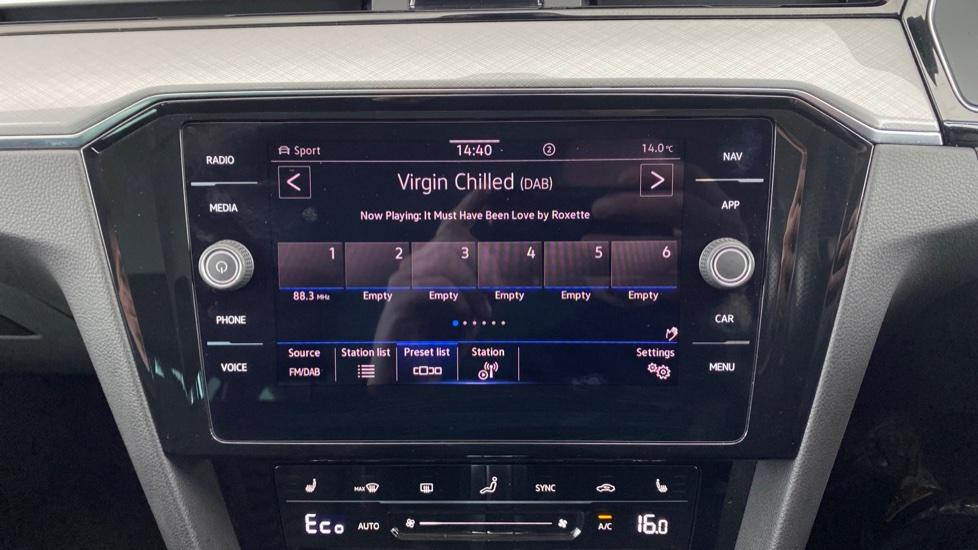 Sport 14:40 2 14.0 °C
RADIO NAV
< Virgin Chilled (DAB) >
MEDIA APP
Now Playing: It Must Have Been Love by Roxette
1 2 3 4 5 6
88.3 MHz Empty Empty Empty Empty Empty
PHONE CAR
Source Station list Preset list Station Settings
FM/DAB
VOICE MENU
MAX SYNC
Eco AUTO A/C 16.0